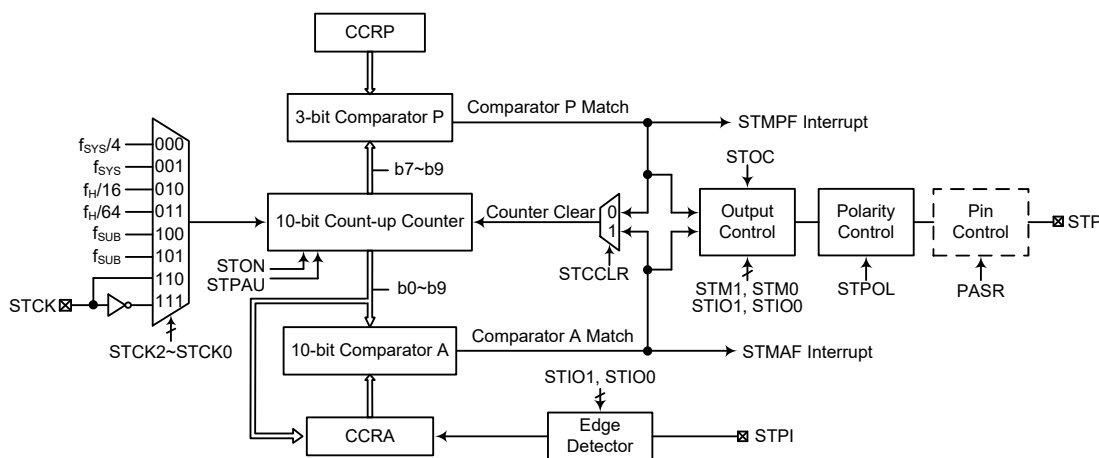 CCRP
3-bit Comparator P
Comparator P Match
STMPF Interrupt
fSYS/4
000
fSYS
001
fH/16
010
fH/64
011
fSUB
100
fSUB
101
110
111
STCK
STCK2~STCK0
b7~b9
10-bit Count-up Counter
Counter Clear
0
1
STCCLR
STON
STPAU
b0~b9
STOC
Output
Control
STM1, STM0
STIO1, STIO0
Polarity
Control
STPOL
Pin
Control
PASR
STP
10-bit Comparator A
Comparator A Match
STMAF Interrupt
STIO1, STIO0
CCRA
Edge
Detector
STPI